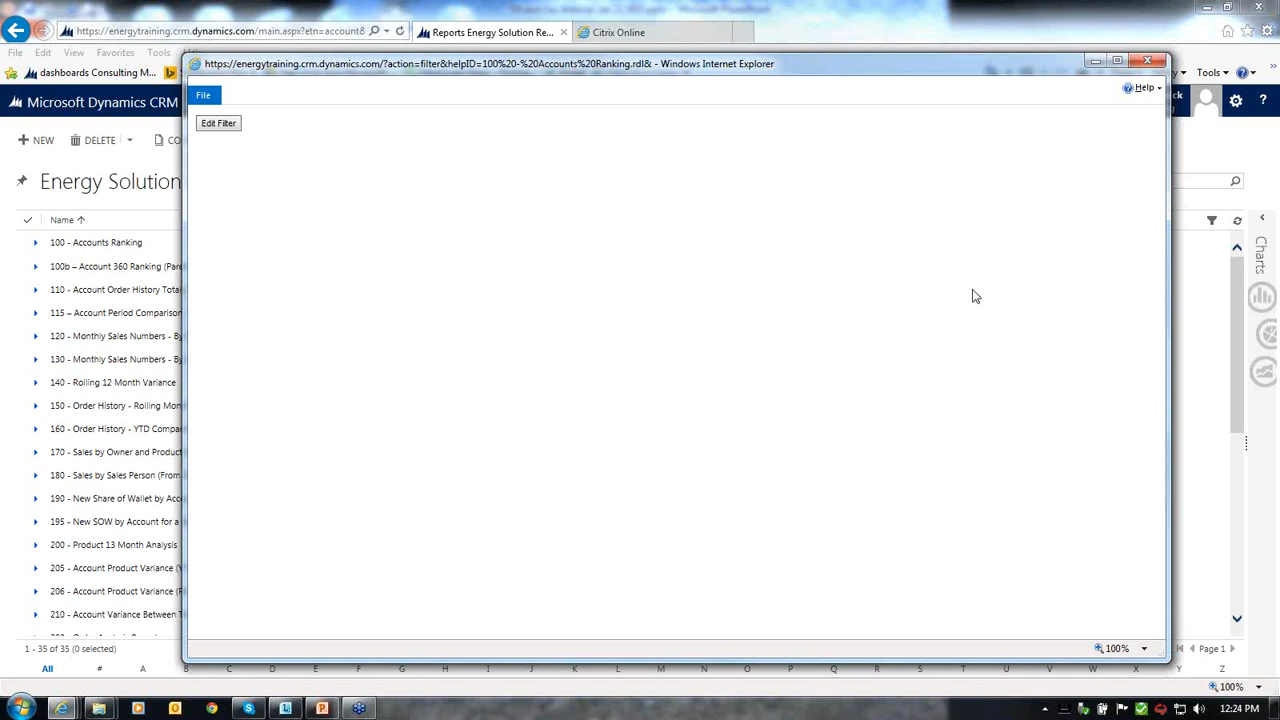 https://energytraining.crm.dynamics.com/main.aspx?etn=account8
Reports Energy Solution Re...
Citrix Online
File Edit View Favorites Tools
dashboards Consulting M...
Tools
https://energytraining.crm.dynamics.com/?action=filter&helpID=100%20-%20Accounts%20Ranking.rdl& - Windows Internet Explorer
File
Help
Edit Filter
Microsoft Dynamics CRM
ck
?
NEW
DELETE
CO
Energy Solution
Name
100 - Accounts Ranking
100b – Account 360 Ranking (Pare
110 - Account Order History Tota
115 – Account Period Comparison
120 - Monthly Sales Numbers - By
130 - Monthly Sales Numbers - By
140 - Rolling 12 Month Variance
150 - Order History - Rolling Mon
160 - Order History - YTD Compa
170 - Sales by Owner and Product
180 - Sales by Sales Person (From
190 - New Share of Wallet by Acc
195 - New SOW by Account for a
200 - Product 13 Month Analysis
205 - Account Product Variance (Y
206 - Account Product Variance (P
210 - Account Variance Between T
Charts
1 - 35 of 35 (0 selected)
Page 1
100%
All # A B C D E F G H I J K L M N O P Q R S T U V W X Y Z
100%
12:24 PM